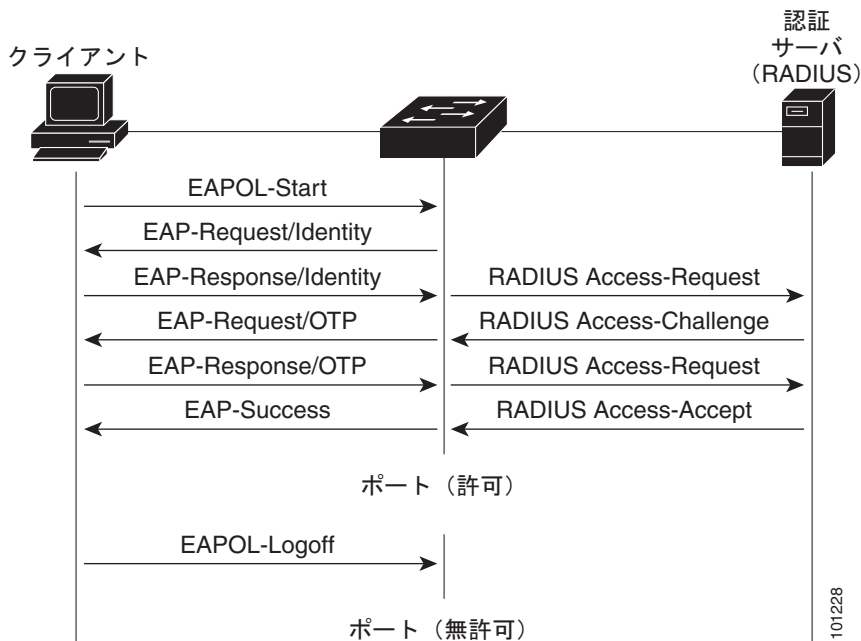 クライアント
認証
サーバ
（RADIUS）
EAPOL-Start
EAP-Request/Identity
EAP-Response/Identity
RADIUS Access-Request
EAP-Request/OTP
RADIUS Access-Challenge
EAP-Response/OTP
RADIUS Access-Request
EAP-Success
RADIUS Access-Accept
ポート（許可）
EAPOL-Logoff
ポート（無許可）
101228